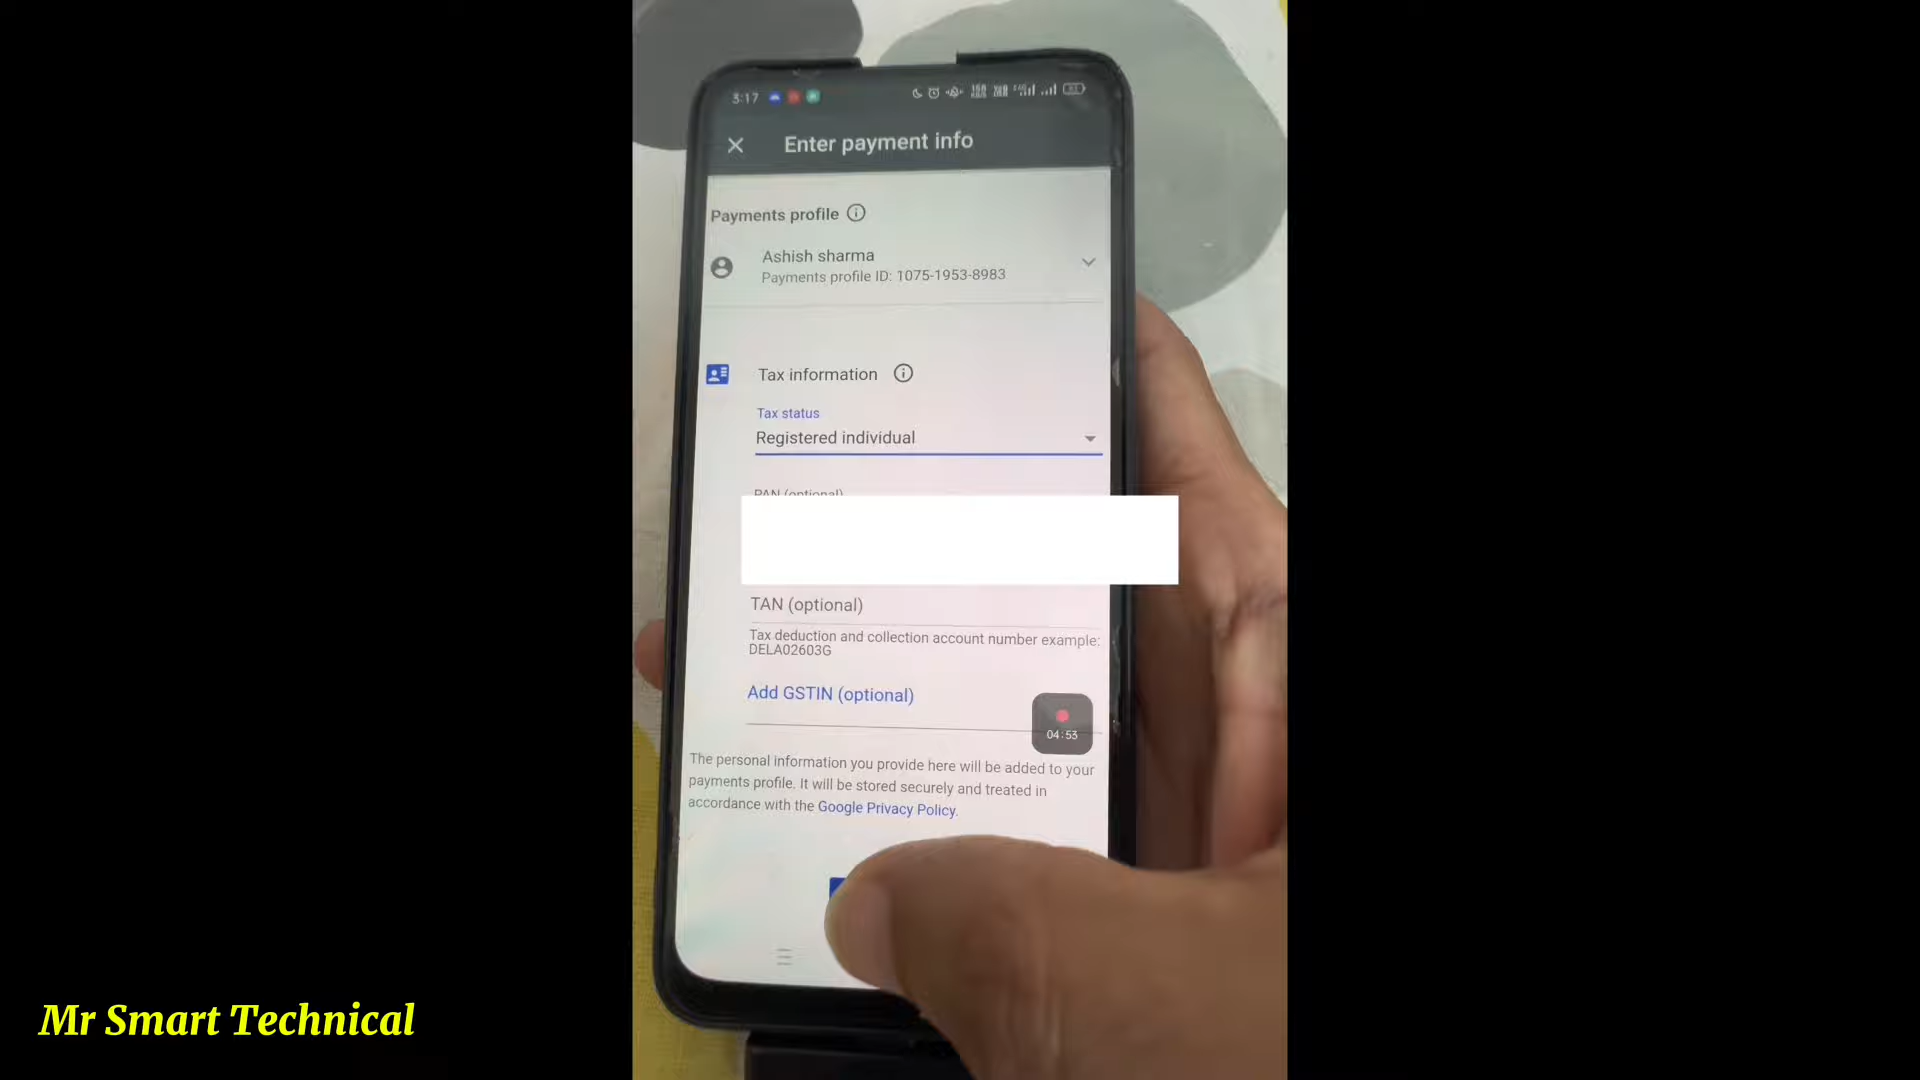 3:17
Enter payment info
Payments profile
Ashish sharma
Payments profile ID: 1075-1953-8983
Tax information
Tax status
Registered individual
PAN (optional)
TAN (optional)
Tax deduction and collection account number example:
DELA02603G
Add GSTIN (optional)
04:53
The personal information you provide here will be added to your
payments profile. It will be stored securely and treated in
accordance with the Google Privacy Policy.
Mr Smart Technical